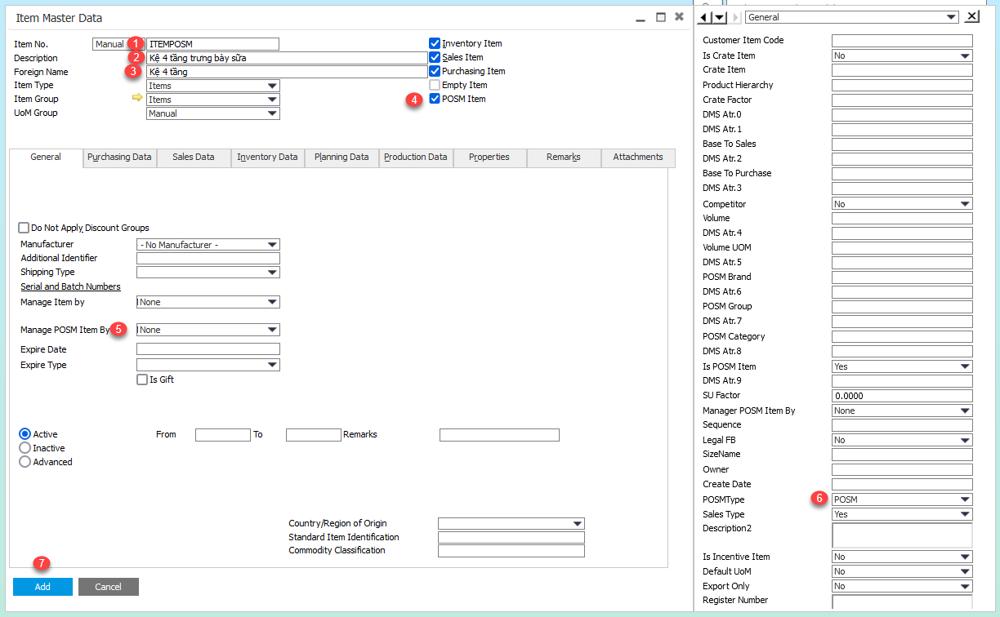 Item Master Data
Item No. Manual 1 ITEMPOSM
Description 2 Kệ 4 tầng trưng bày sữa
Foreign Name 3 Kệ 4 tầng
Item Type Items
Item Group Items
UoM Group Manual
Inventory Item
Sales Item
Purchasing Item
Empty Item
4 POSM Item
General Purchasing Data Sales Data Inventory Data Planning Data Production Data Properties Remarks Attachments
Do Not Apply Discount Groups
Manufacturer - No Manufacturer -
Additional Identifier
Shipping Type
Serial and Batch Numbers
Manage Item by None
Manage POSM Item By 5 None
Expire Date
Expire Type
Is Gift
Active From To Remarks
Inactive
Advanced
Country/Region of Origin
Standard Item Identification
Commodity Classification
7
Add Cancel
General
Customer Item Code
Is Crate Item No
Crate Item
Product Hierarchy
Crate Factor
DMS Atr.0
DMS Atr.1
Base To Sales
DMS Atr.2
Base To Purchase
DMS Atr.3
Competitor No
Volume
DMS Atr.4
Volume UOM
DMS Atr.5
POSM Brand
DMS Atr.6
POSM Group
DMS Atr.7
POSM Category
DMS Atr.8
Is POSM Item Yes
DMS Atr.9
SU Factor 0.0000
Manager POSM Item By None
Sequence
Legal FB No
SizeName
Owner
Create Date
6 POSMType POSM
Sales Type Yes
Description2
Is Incentive Item No
Default UoM No
Export Only No
Register Number